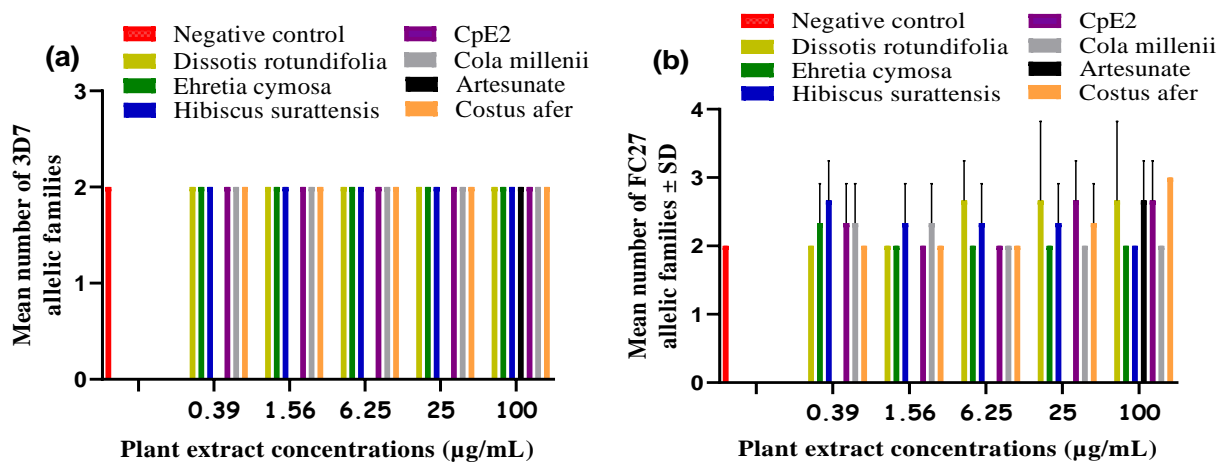 (a)
Negative control
Dissotis rotundifolia
Ehretia cymosa
Hibiscus surattensis
CpE2
Cola millenii
Artesunate
Costus afer
Mean number of 3D7
allelic families
3
2
1
0
0.39 1.56 6.25 25 100
Plant extract concentrations (µg/mL)
(b)
Negative control
Dissotis rotundifolia
Ehretia cymosa
Hibiscus surattensis
CpE2
Cola millenii
Artesunate
Costus afer
Mean number of FC27
allelic families ± SD
4
3
2
1
0
0.39 1.56 6.25 25 100
Plant extract concentrations (µg/mL)